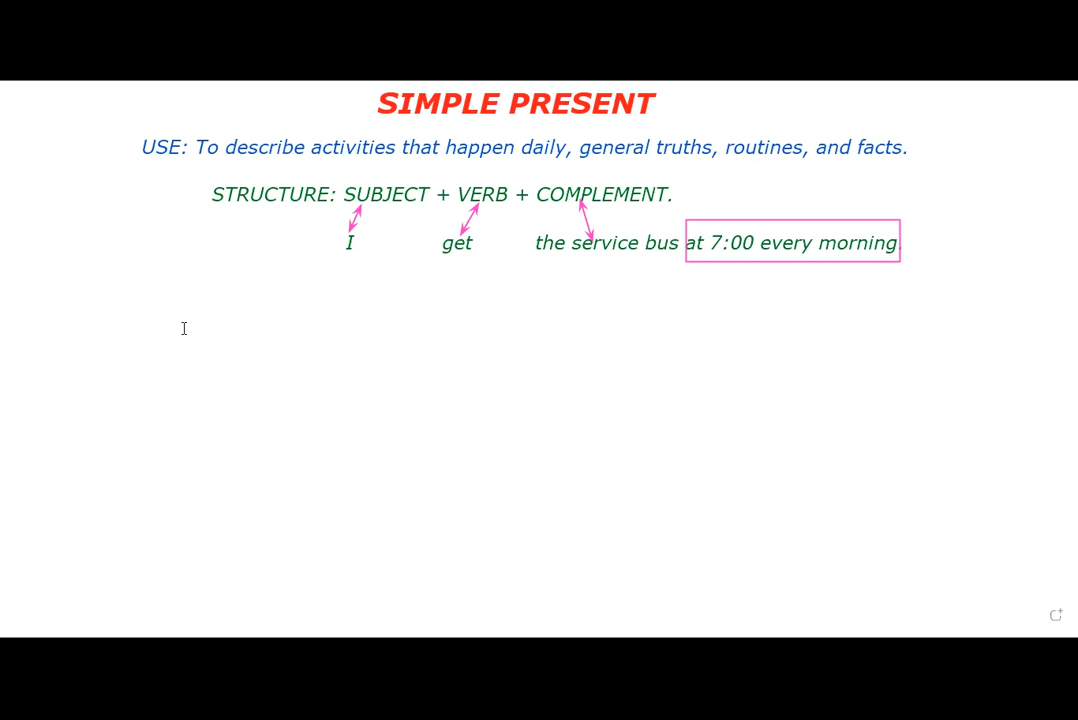 SIMPLE PRESENT
USE: To describe activities that happen daily, general truths, routines, and facts.
STRUCTURE: SUBJECT + VERB + COMPLEMENT.
I get the service bus at 7:00 every morning.